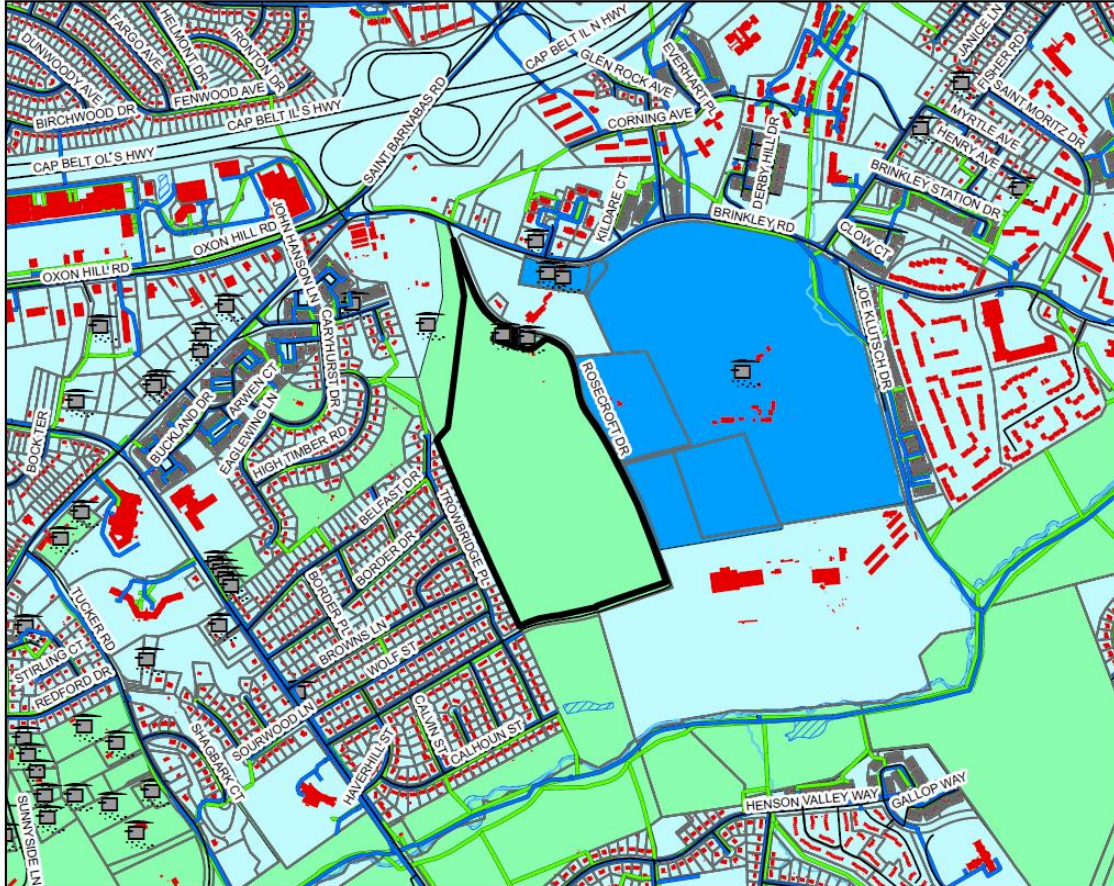 DUNWOODY AVE
FARGO AVE
HELMONT DR
IRONTON DR
FENWOOD AVE
BIRCHWOOD DR
CAP BELT IL S HWY
CAP BELT IL N HWY
CAP BELT OL S HWY
SAINT BARNABAS RD
GLEN ROCK AVE
EVERHART PL
CORNING AVE
JANICE LN
FISHER RD
E SAINT MORITZ DR
MYRTLE AVE
HENRY AVE
BRINKLEY STATION DR
DERBY HILL DR
KILDARE CT
BRINKLEY RD
CLOW CT
JOE KLUTSCH DR
OXON HILL RD
OXON HILL RD
JOHN HANSON LN
CARYHURST DR
ARWEN CT
BUCKLAND DR
EAGLEWING LN
HIGH TIMBER RD
BOCK TER
ROSECROFT DR
BELFAST DR
TROWBRIDGE PL
BORDER DR
BORDER PL
BROWNS LN
WOLF ST
TUCKER RD
STIRLING CT
REDFORD DR
SOURWOOD LN
SHAGBARK CT
CALVIN ST
CALHOUN ST
HAVERHILL ST
SUNNYSIDE LN
HENSON VALLEY WAY
GALLOP WAY